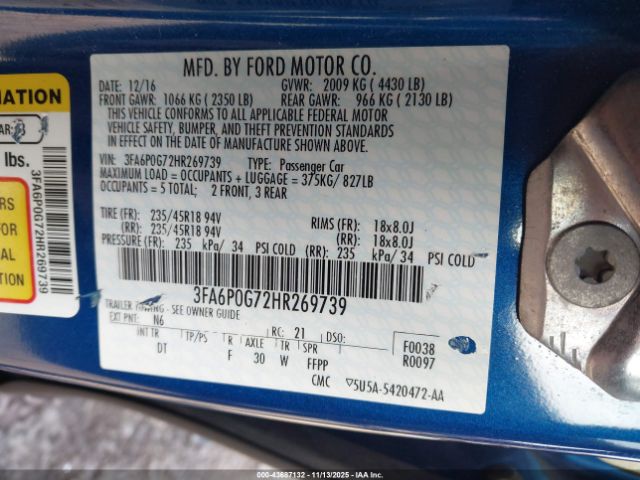 MFD. BY FORD MOTOR CO.
DATE: 12/16 GVWR: 2009 KG ( 4430 LB)
FRONT GAWR: 1066 KG ( 2350 LB) REAR GAWR: 966 KG ( 2130 LB)
THIS VEHICLE CONFORMS TO ALL APPLICABLE FEDERAL MOTOR
VEHICLE SAFETY, BUMPER, AND THEFT PREVENTION STANDARDS
IN EFFECT ON THE DATE OF MANUFACTURE SHOWN ABOVE.
VIN: 3FA6P0G72HR269739 TYPE: Passenger Car
MAXIMUM LOAD = OCCUPANTS + LUGGAGE = 375KG/ 827LB
OCCUPANTS = 5 TOTAL; 2 FRONT, 3 REAR
TIRE (FR): 235/45R18 94V RIMS (FR): 18x8.0J
(RR): 235/45R18 94V (RR): 18x8.0J
PRESSURE (FR): 235 kPa/ 34 PSI COLD (RR): 235 kPa/ 34 PSI COLD
3FA6P0G72HR269739
TRAILER - SEE OWNER GUIDE
EXT PNT: N6 RC: 21 DSO:
INT TR TP/PS R AXLE TR SPR F0038
DT F 30 W FFPP R0097
CMC 5U5A-5420472-AA
MATION
lbs.
3FA6P0G72HR269739
RS
FOR
AL
TION
000-43687132 — 11/13/2025 — IAA Inc.